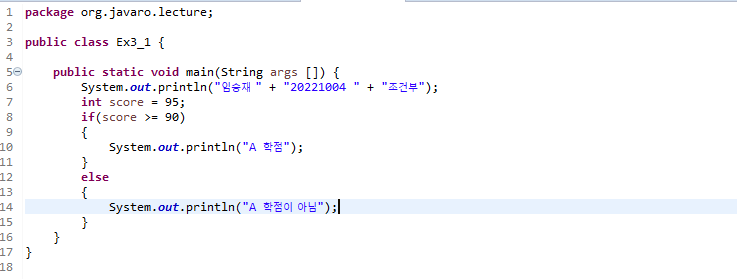 1 package org.javaro.lecture;
2
3 public class Ex3_1 {
4
5 public static void main(String args []) {
6 System.out.println("임승재 " + "20221004 " + "조건부");
7 int score = 95;
8 if(score >= 90)
9 {
10 System.out.println("A 학점");
11 }
12 else
13 {
14 System.out.println("A 학점이 아님");
15 }
16 }
17 }
18